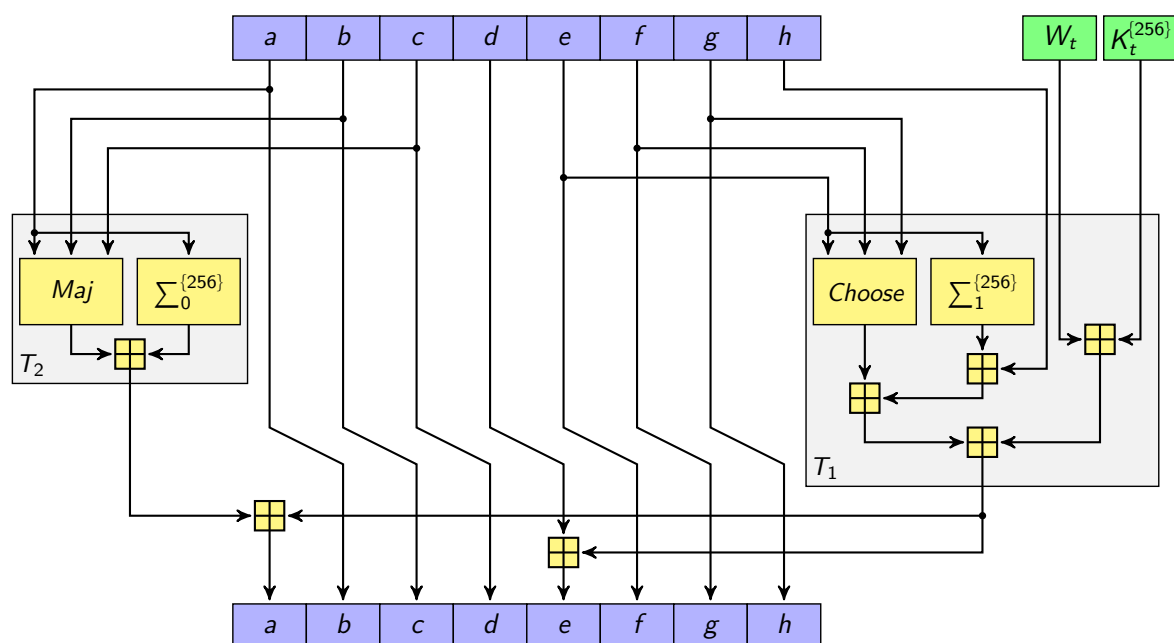 a b c d e f g h W_t K_t^{256}
Maj ∑_0^{256} Choose ∑_1^{256}
T_2
T_1
a b c d e f g h